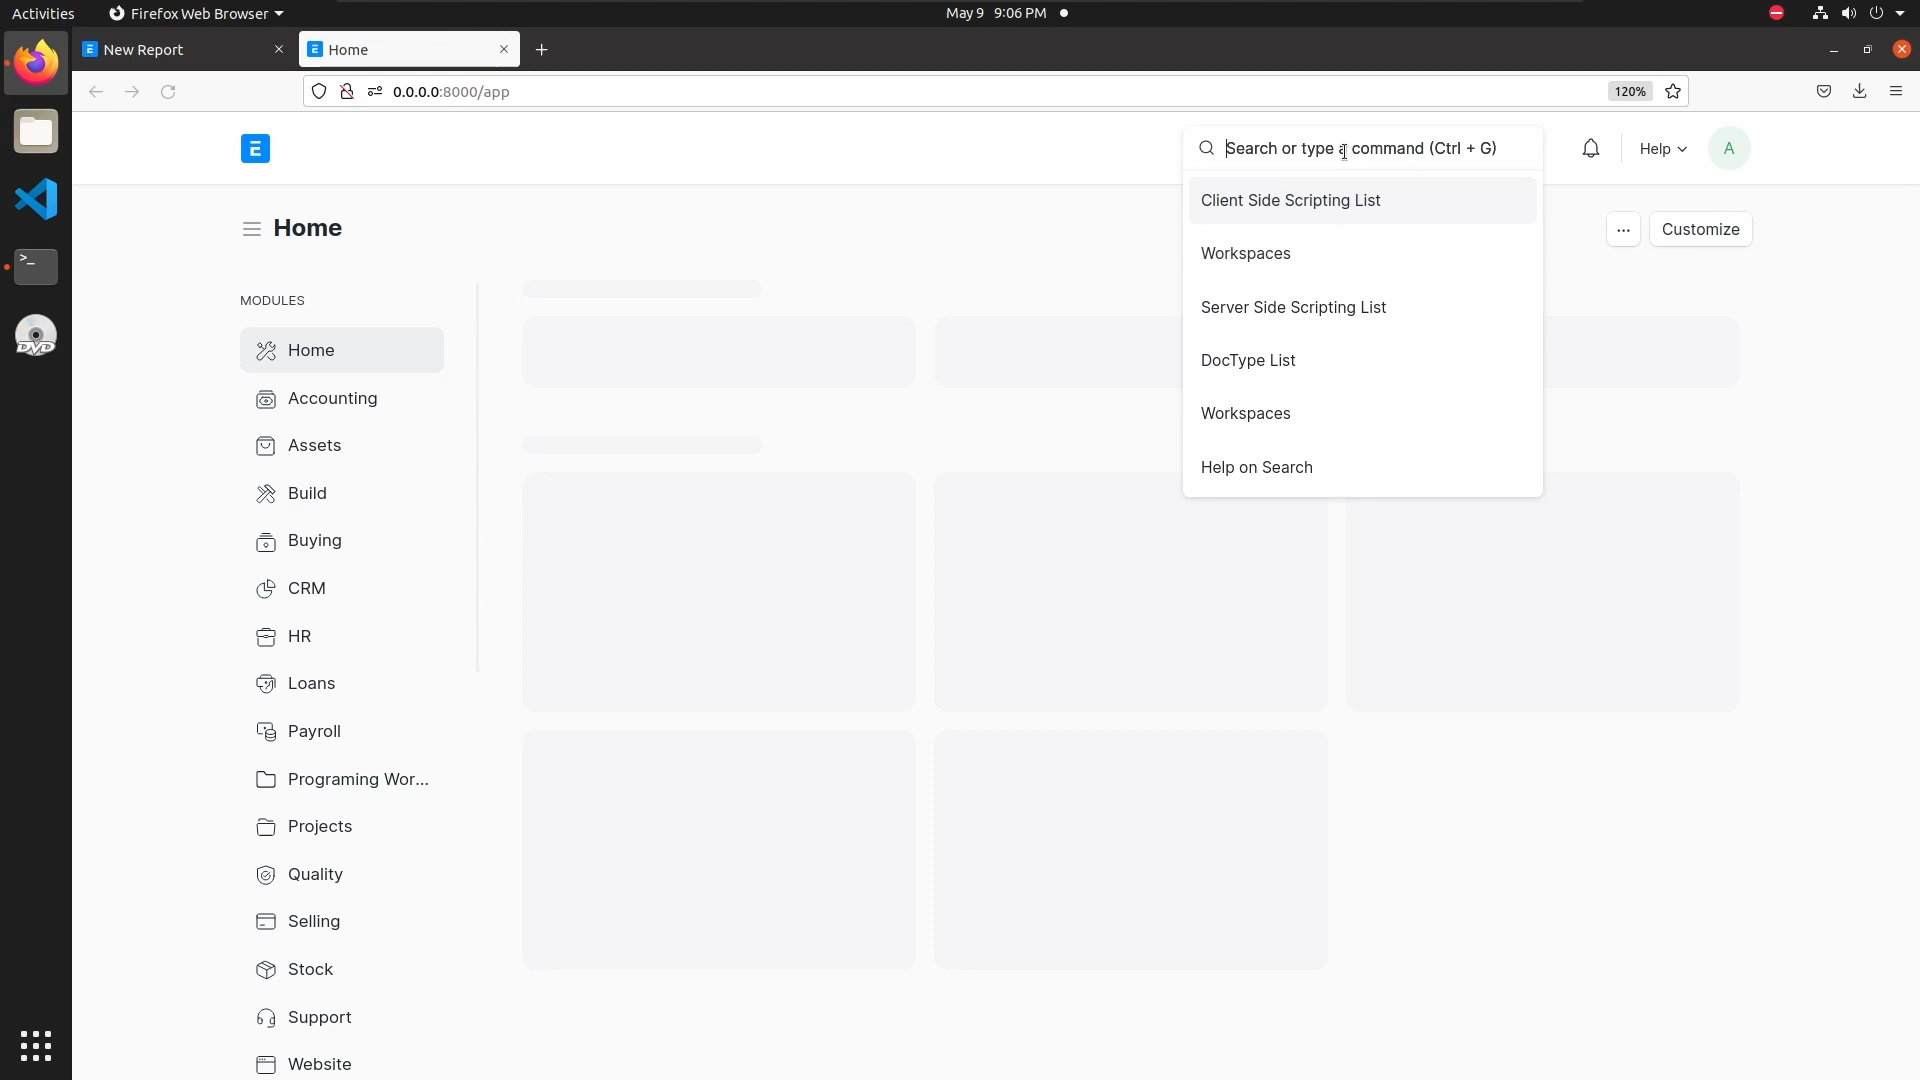 Activities
Firefox Web Browser
May 9 9:06 PM
New Report
Home
0.0.0.0:8000/app
120%
E
Search or type a command (Ctrl + G)
Help
A
Client Side Scripting List
Workspaces
Server Side Scripting List
DocType List
Workspaces
Help on Search
Home
Customize
MODULES
Home
Accounting
Assets
Build
Buying
CRM
HR
Loans
Payroll
Programing Wor...
Projects
Quality
Selling
Stock
Support
Website
DVD